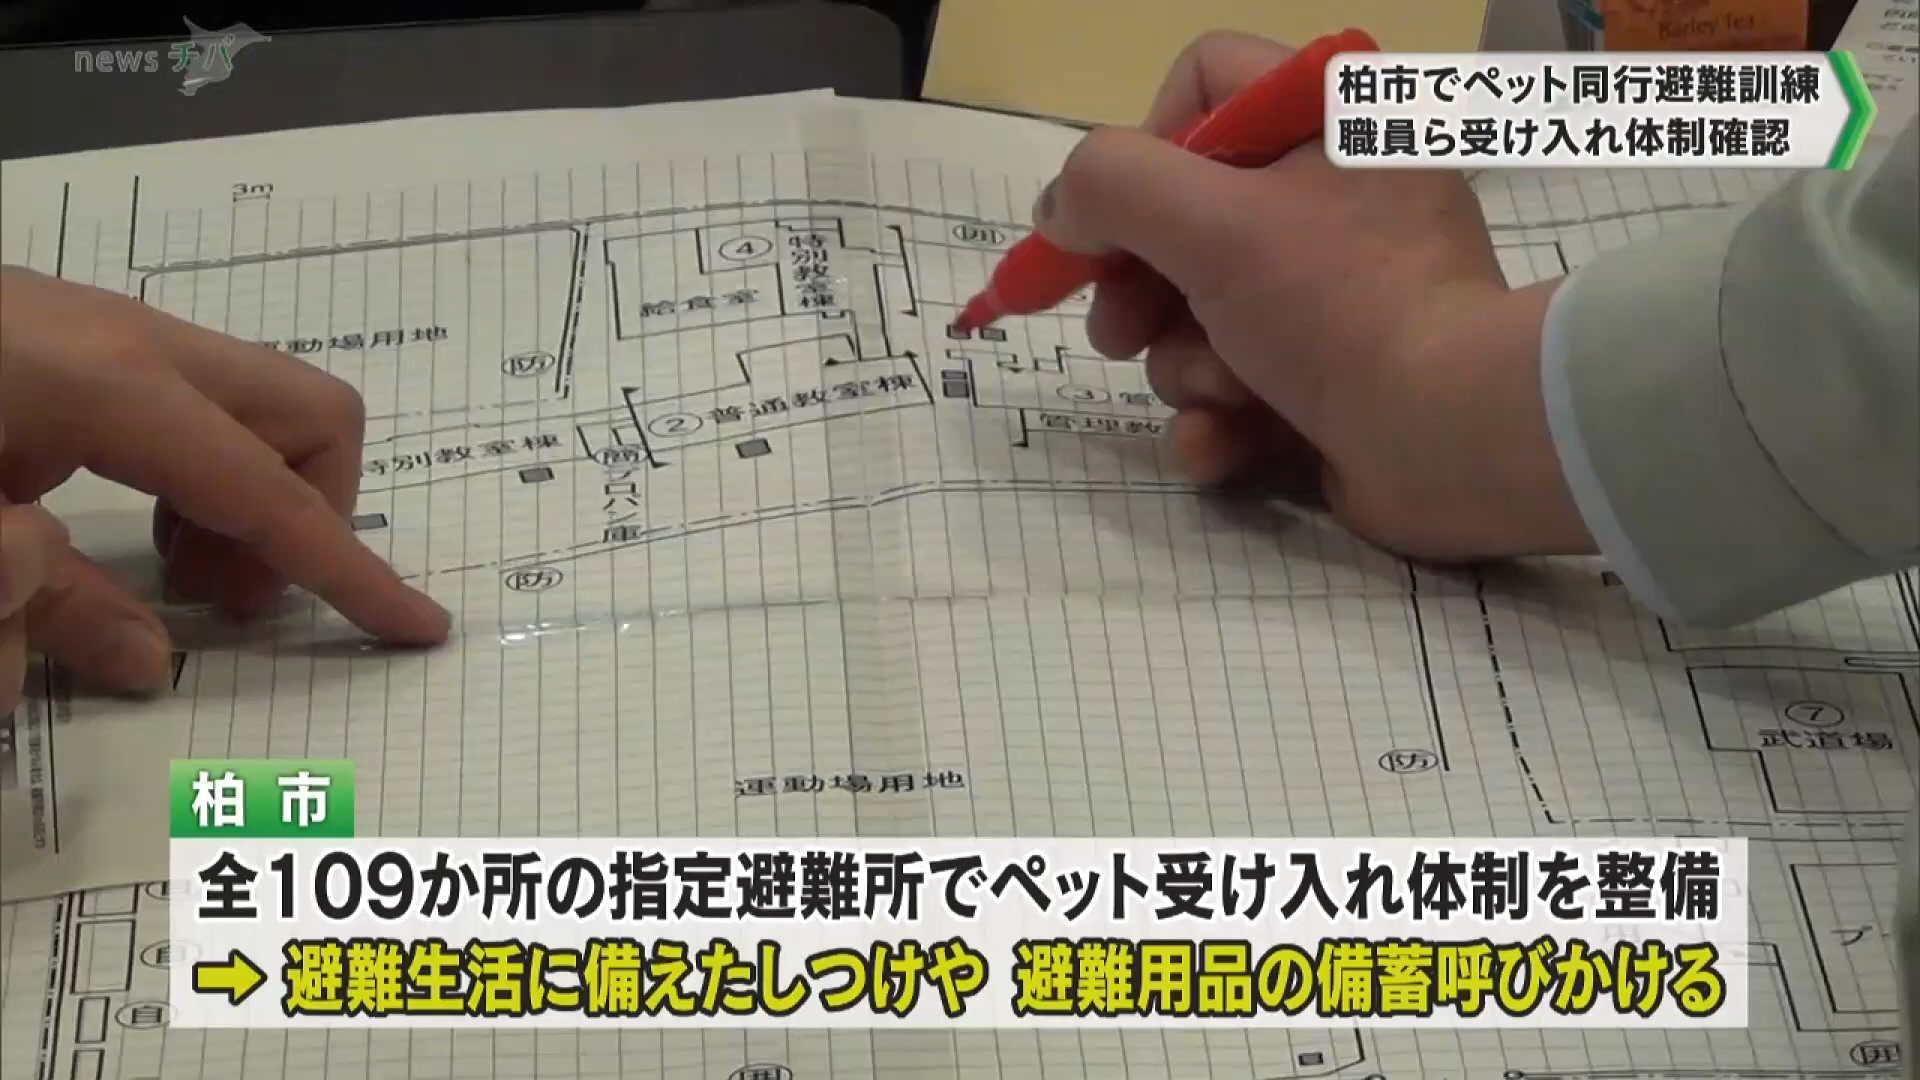 news チバ
Barley Tea
柏市でペット同行避難訓練
職員ら受け入れ体制確認
3m
④
特別教室棟
給食室
運動場用地
防
②普通教室棟
③
管理教
特別教室棟
プロパン庫
防
⑦
武道場
防
運動場用地
柏市
全109か所の指定避難所でペット受け入れ体制を整備
➡ 避難生活に備えたしつけや 避難用品の備蓄呼びかける
自
自
プ